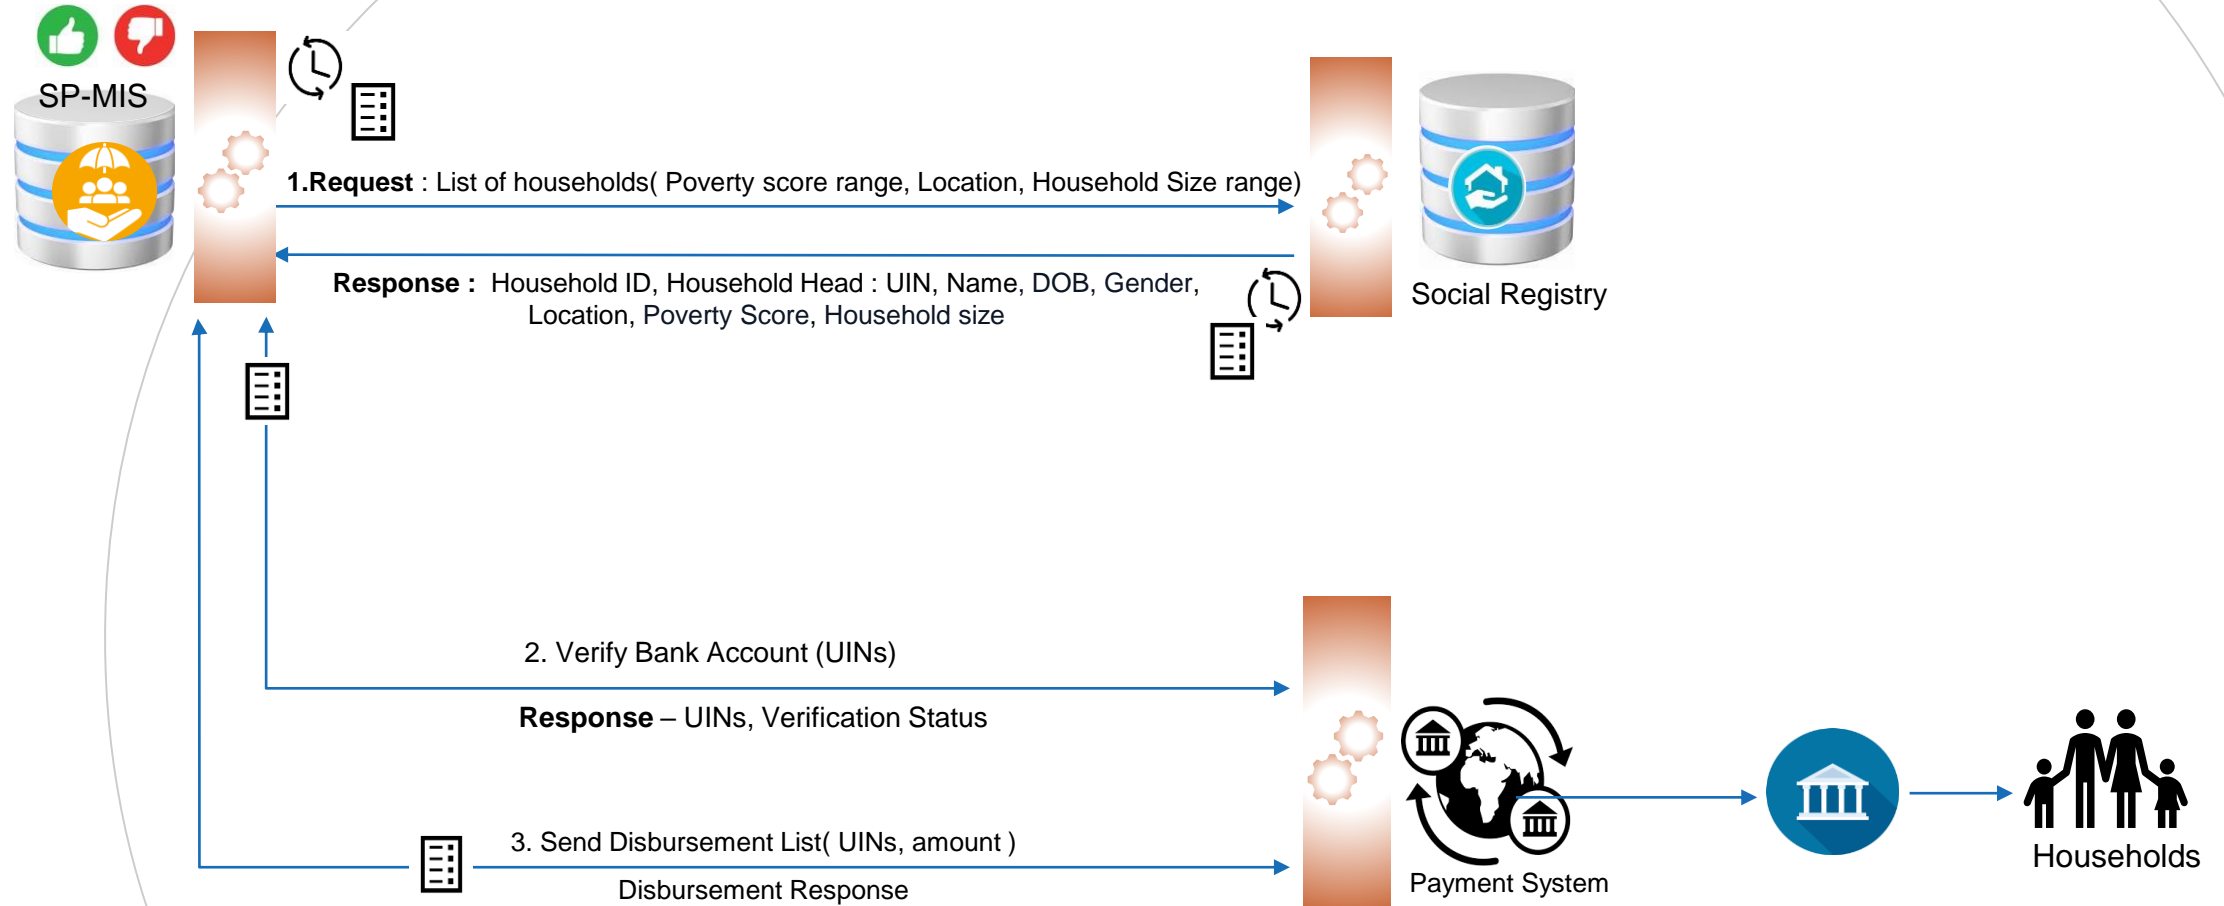 SP-MIS
1.Request : List of households( Poverty score range, Location, Household Size range)
Response : Household ID, Household Head : UIN, Name, DOB, Gender,
Location, Poverty Score, Household size
Social Registry
2. Verify Bank Account (UINs)
Response – UINs, Verification Status
3. Send Disbursement List( UINs, amount )
Disbursement Response
Payment System
Households